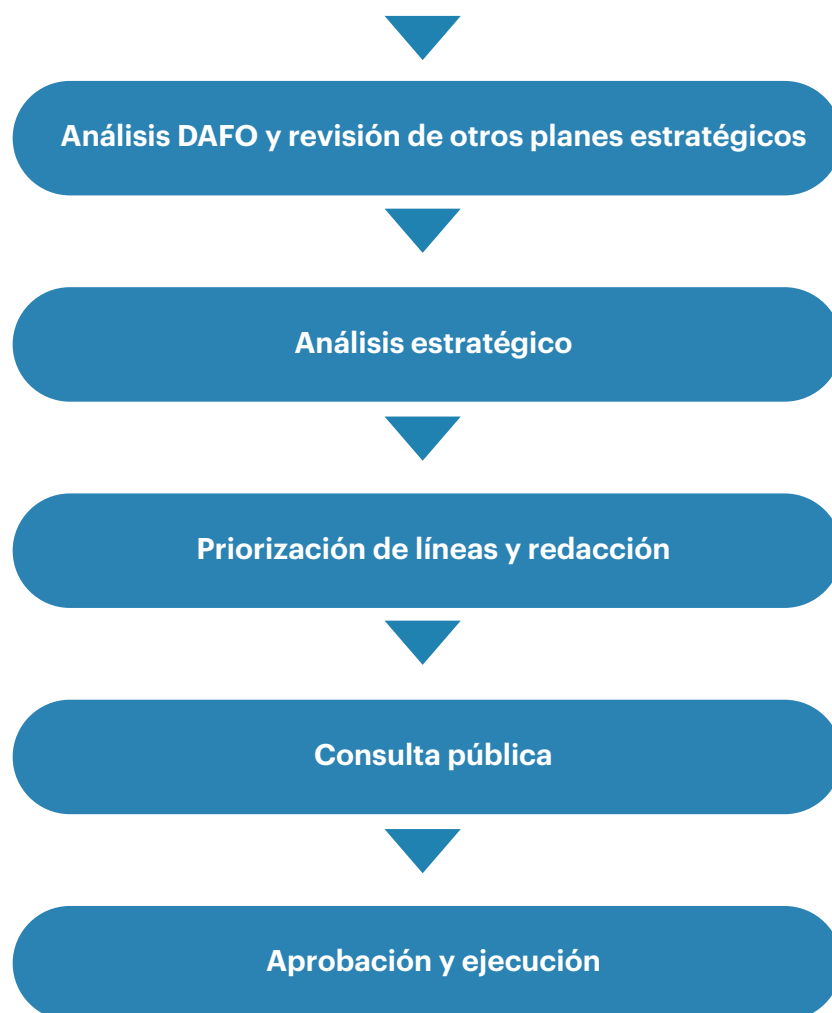 Análisis DAFO y revisión de otros planes estratégicos
Análisis estratégico
Priorización de líneas y redacción
Consulta pública
Aprobación y ejecución